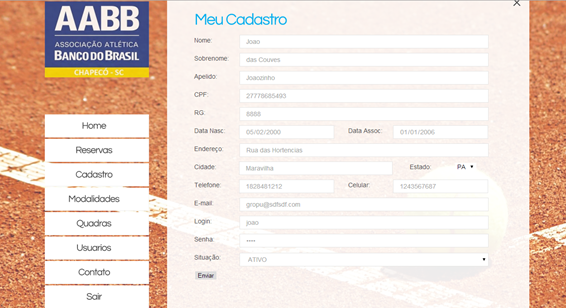 AABB
ASSOCIAÇÃO ATLÉTICA
BANCO DO BRASIL
CHAPECÓ - SC
Home
Reservas
Cadastro
Modalidades
Quadras
Usuarios
Contato
Sair
Meu Cadastro
Nome: Joao
Sobrenome: das Couves
Apelido: Joaozinho
CPF: 27778685493
RG: 8888
Data Nasc: 05/02/2000 Data Assoc: 01/01/2006
Endereço: Rua das Hortencias
Cidade: Maravilha Estado: PA
Telefone: 1628481212 Celular: 1243567687
E-mail: gropu@sdfsdf.com
Login: joao
Senha: ••••
Situação: ATIVO
Enviar